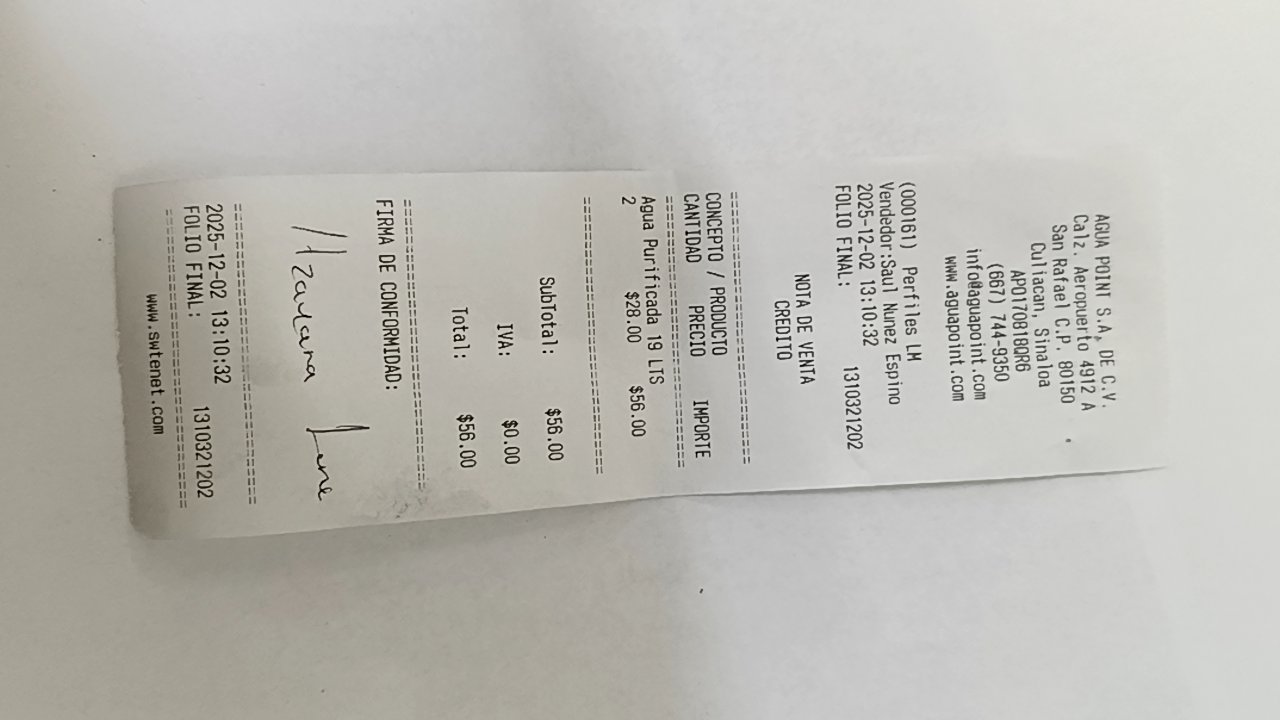 AGUA POINT S.A. DE C.V.
Calz. Aeropuerto 4912 A
San Rafael C.P. 80150
Culiacan, Sinaloa
APO170818QR6
(667) 744-9350
info@aguapoint.com
www.aguapoint.com
(000161) Perfiles LM
Vendedor:Saul Nunez Espino
2025-12-02 13:10:32
FOLIO FINAL: 1310321202
NOTA DE VENTA
CREDITO
================================
CONCEPTO / PRODUCTO
CANTIDAD PRECIO IMPORTE
================================
Agua Purificada 19 LTS
2 $28.00 $56.00
================================
SubTotal: $56.00
IVA: $0.00
Total: $56.00
================================
FIRMA DE CONFORMIDAD:
================================
2025-12-02 13:10:32
FOLIO FINAL: 1310321202
================================
www.swtenet.com